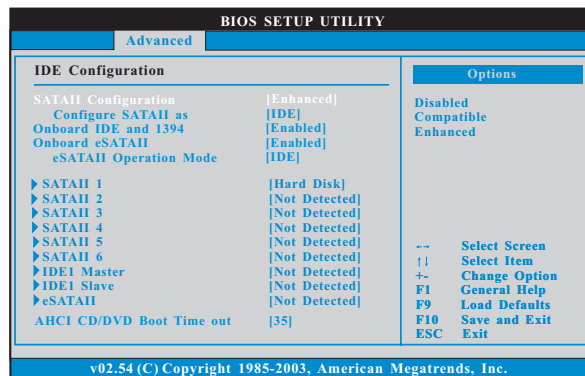 BIOS SETUP UTILITY
Advanced
IDE Configuration
SATAII Configuration [Enhanced]
Configure SATAII as [IDE]
Onboard IDE and 1394 [Enabled]
Onboard eSATAII [Enabled]
eSATAII Operation Mode [IDE]
SATAII 1 [Hard Disk]
SATAII 2 [Not Detected]
SATAII 3 [Not Detected]
SATAII 4 [Not Detected]
SATAII 5 [Not Detected]
SATAII 6 [Not Detected]
IDE1 Master [Not Detected]
IDE1 Slave [Not Detected]
eSATAII [Not Detected]
AHCI CD/DVD Boot Time out [35]
Options
Disabled
Compatible
Enhanced
←→ Select Screen
↑↓ Select Item
+- Change Option
F1 General Help
F9 Load Defaults
F10 Save and Exit
ESC Exit
v02.54 (C) Copyright 1985-2003, American Megatrends, Inc.